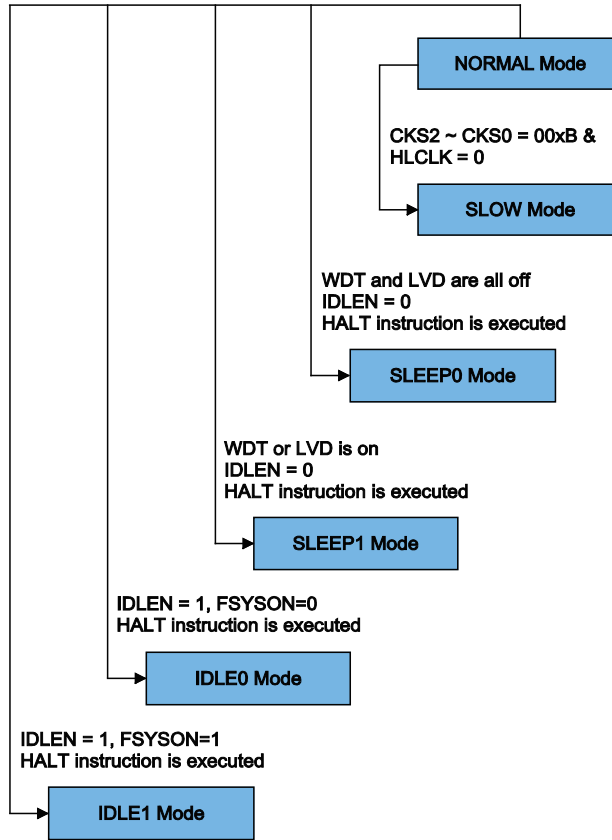 NORMAL Mode
CKS2 ~ CKS0 = 00xB &
HLCLK = 0
SLOW Mode
WDT and LVD are all off
IDLEN = 0
HALT instruction is executed
SLEEP0 Mode
WDT or LVD is on
IDLEN = 0
HALT instruction is executed
SLEEP1 Mode
IDLEN = 1, FSYSON=0
HALT instruction is executed
IDLE0 Mode
IDLEN = 1, FSYSON=1
HALT instruction is executed
IDLE1 Mode